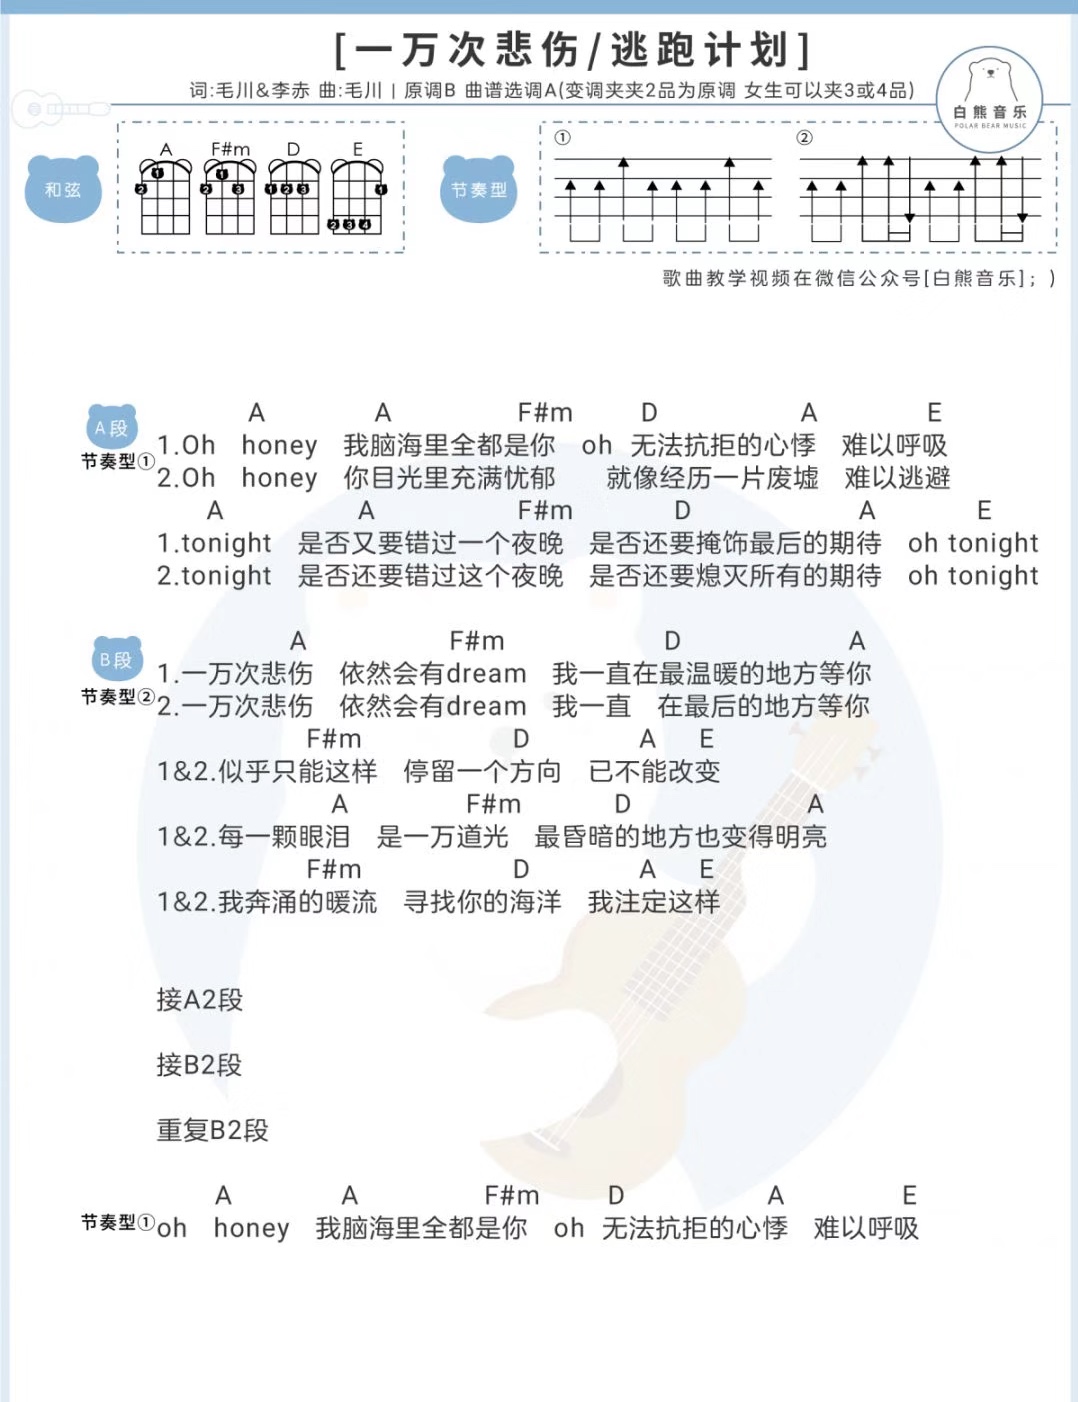 [一万次悲伤/逃跑计划]
词:毛川&李赤 曲:毛川 | 原调B 曲谱选调A(变调夹夹2品为原调 女生可以夹3或4品)
白熊音乐
POLAR BEAR MUSIC
和弦
A F#m D E
1 2 1 2 3 1 2 3 1 2 3 4
节奏型
① ②
歌曲教学视频在微信公众号[白熊音乐]; )
A段
节奏型①
A A F#m D A E
1.Oh honey 我脑海里全都是你 oh 无法抗拒的心悸 难以呼吸
2.Oh honey 你目光里充满忧郁 就像经历一片废墟 难以逃避
A A F#m D A E
1.tonight 是否又要错过一个夜晚 是否还要掩饰最后的期待 oh tonight
2.tonight 是否还要错过这个夜晚 是否还要熄灭所有的期待 oh tonight
B段
节奏型②
A F#m D A
1.一万次悲伤 依然会有dream 我一直在最温暖的地方等你
2.一万次悲伤 依然会有dream 我一直 在最后的地方等你
F#m D A E
1&2.似乎只能这样 停留一个方向 已不能改变
A F#m D A
1&2.每一颗眼泪 是一万道光 最昏暗的地方也变得明亮
F#m D A E
1&2.我奔涌的暖流 寻找你的海洋 我注定这样
接A2段
接B2段
重复B2段
A A F#m D A E
节奏型① oh honey 我脑海里全都是你 oh 无法抗拒的心悸 难以呼吸